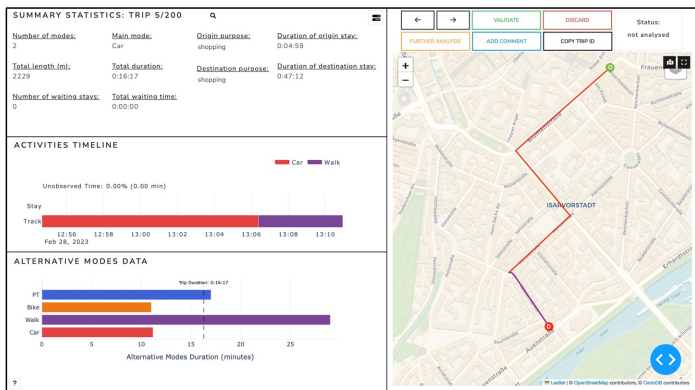 SUMMARY STATISTICS: TRIP 5/200
Number of modes:
2
Main mode:
Car
Origin purpose:
shopping
Duration of origin stay:
0:04:59
Total length (m):
2229
Total duration:
0:16:17
Destination purpose:
shopping
Duration of destination stay:
0:47:12
Number of waiting stays:
0
Total waiting time:
0:00:00
ACTIVITIES TIMELINE
Car Walk
Unobserved Time: 0.00% (0.00 min)
Stay
Track
12:56 12:58 13:00 13:02 13:04 13:06 13:08 13:10
Feb 28, 2023
ALTERNATIVE MODES DATA
Trip Duration: 0:16:17
PT
Bike
Walk
Car
0 5 10 15 20 25
Alternative Modes Duration (minutes)
?
← →
VALIDATE
DISCARD
Status:
not analysed
FURTHER ANALYSIS
ADD COMMENT
COPY TRIP ID
+
−
O
Frauen
ISARVORSTADT
Erhardtstraße
Auenstraße
D
Leaflet | © OpenStreetMap contributors, © CartoDB contributors